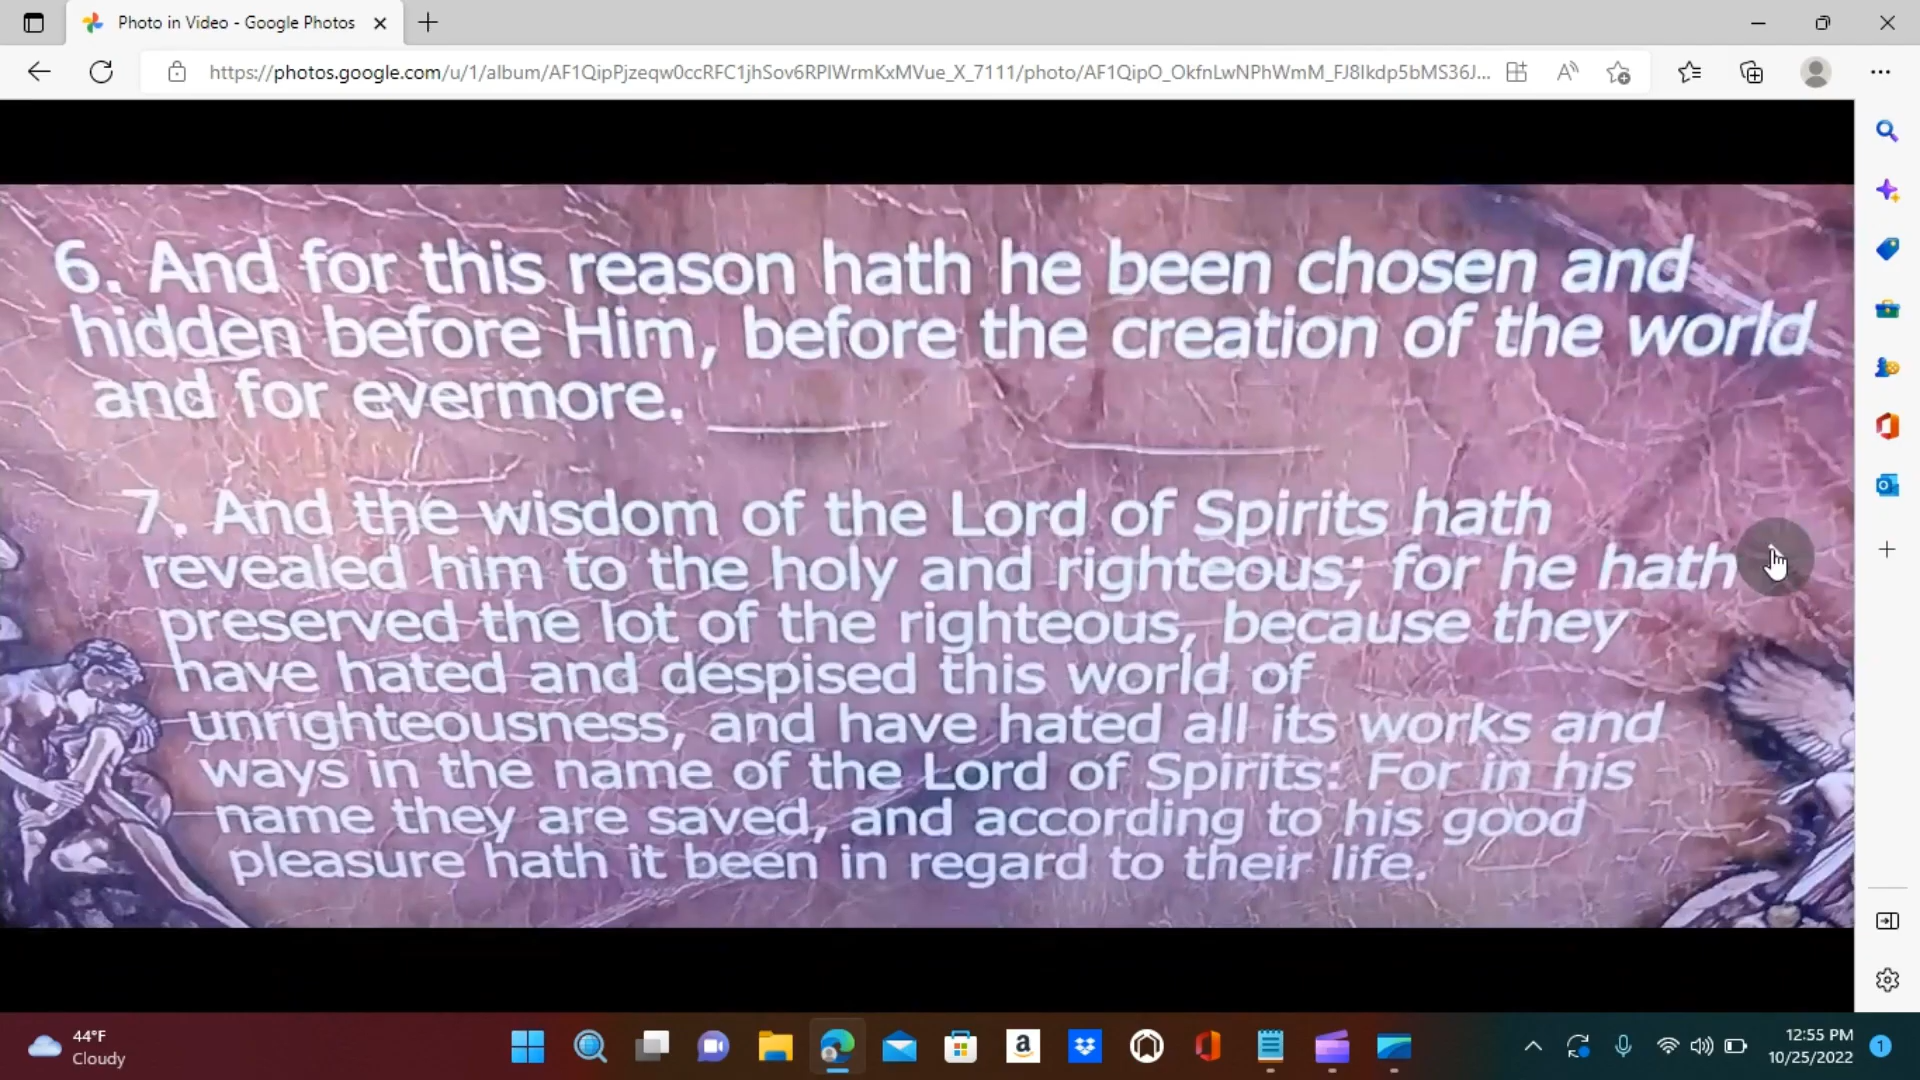 Photo in Video - Google Photos
https://photos.google.com/u/1/album/AF1QipPjzeqw0ccRFC1jhSov6RPlWrmKxMVue_X_7111/photo/AF1QipO_OkfnLwNPhWmM_FJ8lkdp5bMS36J...
6. And for this reason hath he been chosen and
hidden before Him, before the creation of the world
and for evermore.
7. And the wisdom of the Lord of Spirits hath
revealed him to the holy and righteous; for he hath
preserved the lot of the righteous, because they
have hated and despised this world of
unrighteousness, and have hated all its works and
ways in the name of the Lord of Spirits: For in his
name they are saved, and according to his good
pleasure hath it been in regard to their life.
44°F
Cloudy
12:55 PM
10/25/2022
1